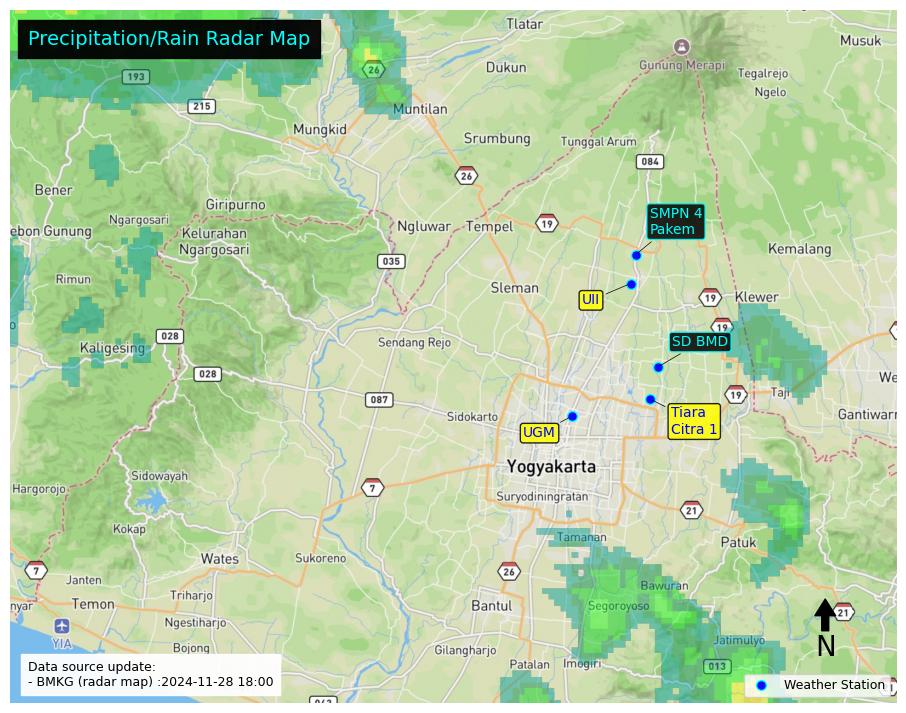 Precipitation/Rain Radar Map
Tlatar
Musuk
Gunung Merapi
Tegalrejo
Dukun
26
193
Ngelo
215
Muntilan
Mungkid
Srumbung
Tunggal Arum
084
26
Bener
Giripurno
Ngargosari
SMPN 4
Pakem
ebon Gunung
Kelurahan
Ngargosari
Ngluwar
Tempel
19
Kemalang
035
Rimun
Sleman
UII
19
Klewer
19
028
Kaligesing
Sendang Rejo
SD BMD
028
We
087
19
Taji
Sidokarto
Tiara
Citra 1
Gantiwarn
UGM
Yogyakarta
Sidowayah
Hargorojo
7
Suryodiningratan
21
Kokap
Tamanan
Patuk
Wates
Sukoreno
7
26
Janten
Bawuran
Triharjo
nyar
Temon
Bantul
Segoroyoso
21
Ngestiharjo
YIA
N
Jatimulyo
Bojong
Gilangharjo
Patalan
Imogiri
013
Data source update:
- BMKG (radar map) :2024-11-28 18:00
Weather Station